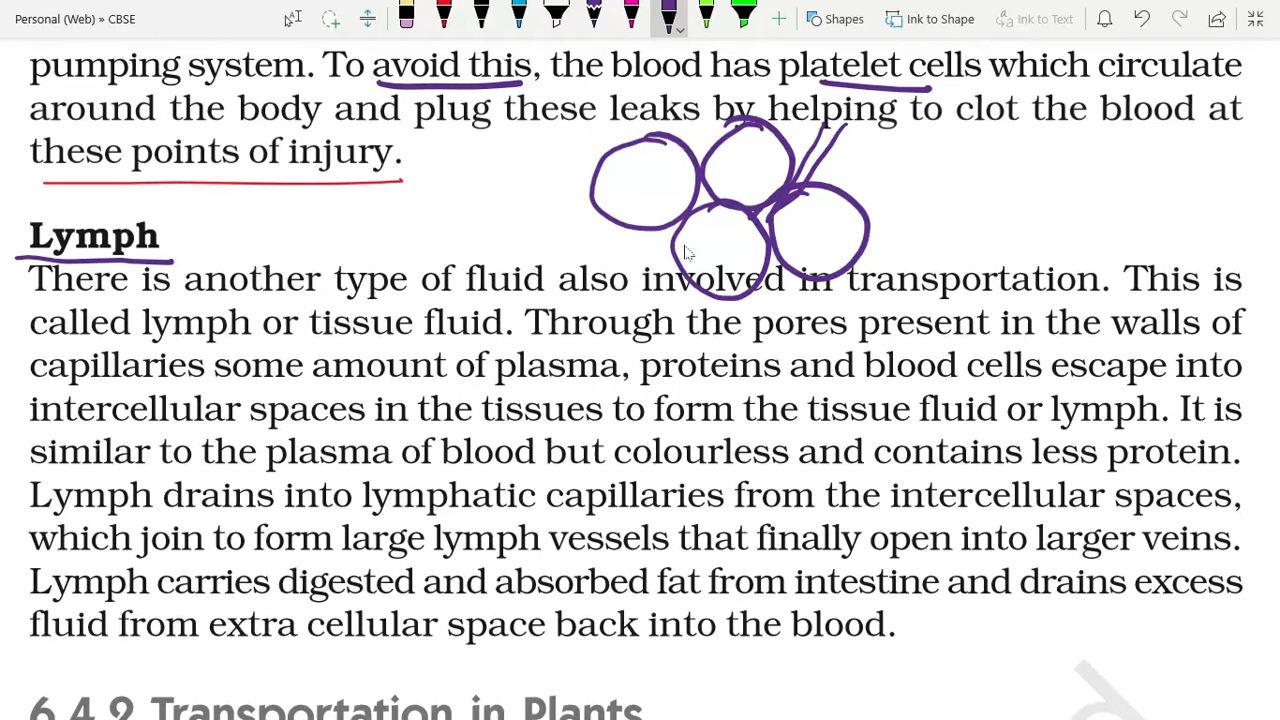 Personal (Web) » CBSE
Shapes
Ink to Shape
Ink to Text
pumping system. To avoid this, the blood has platelet cells which circulate
around the body and plug these leaks by helping to clot the blood at
these points of injury.
Lymph
There is another type of fluid also involved in transportation. This is
called lymph or tissue fluid. Through the pores present in the walls of
capillaries some amount of plasma, proteins and blood cells escape into
intercellular spaces in the tissues to form the tissue fluid or lymph. It is
similar to the plasma of blood but colourless and contains less protein.
Lymph drains into lymphatic capillaries from the intercellular spaces,
which join to form large lymph vessels that finally open into larger veins.
Lymph carries digested and absorbed fat from intestine and drains excess
fluid from extra cellular space back into the blood.
6.4.2 Transportation in Plants